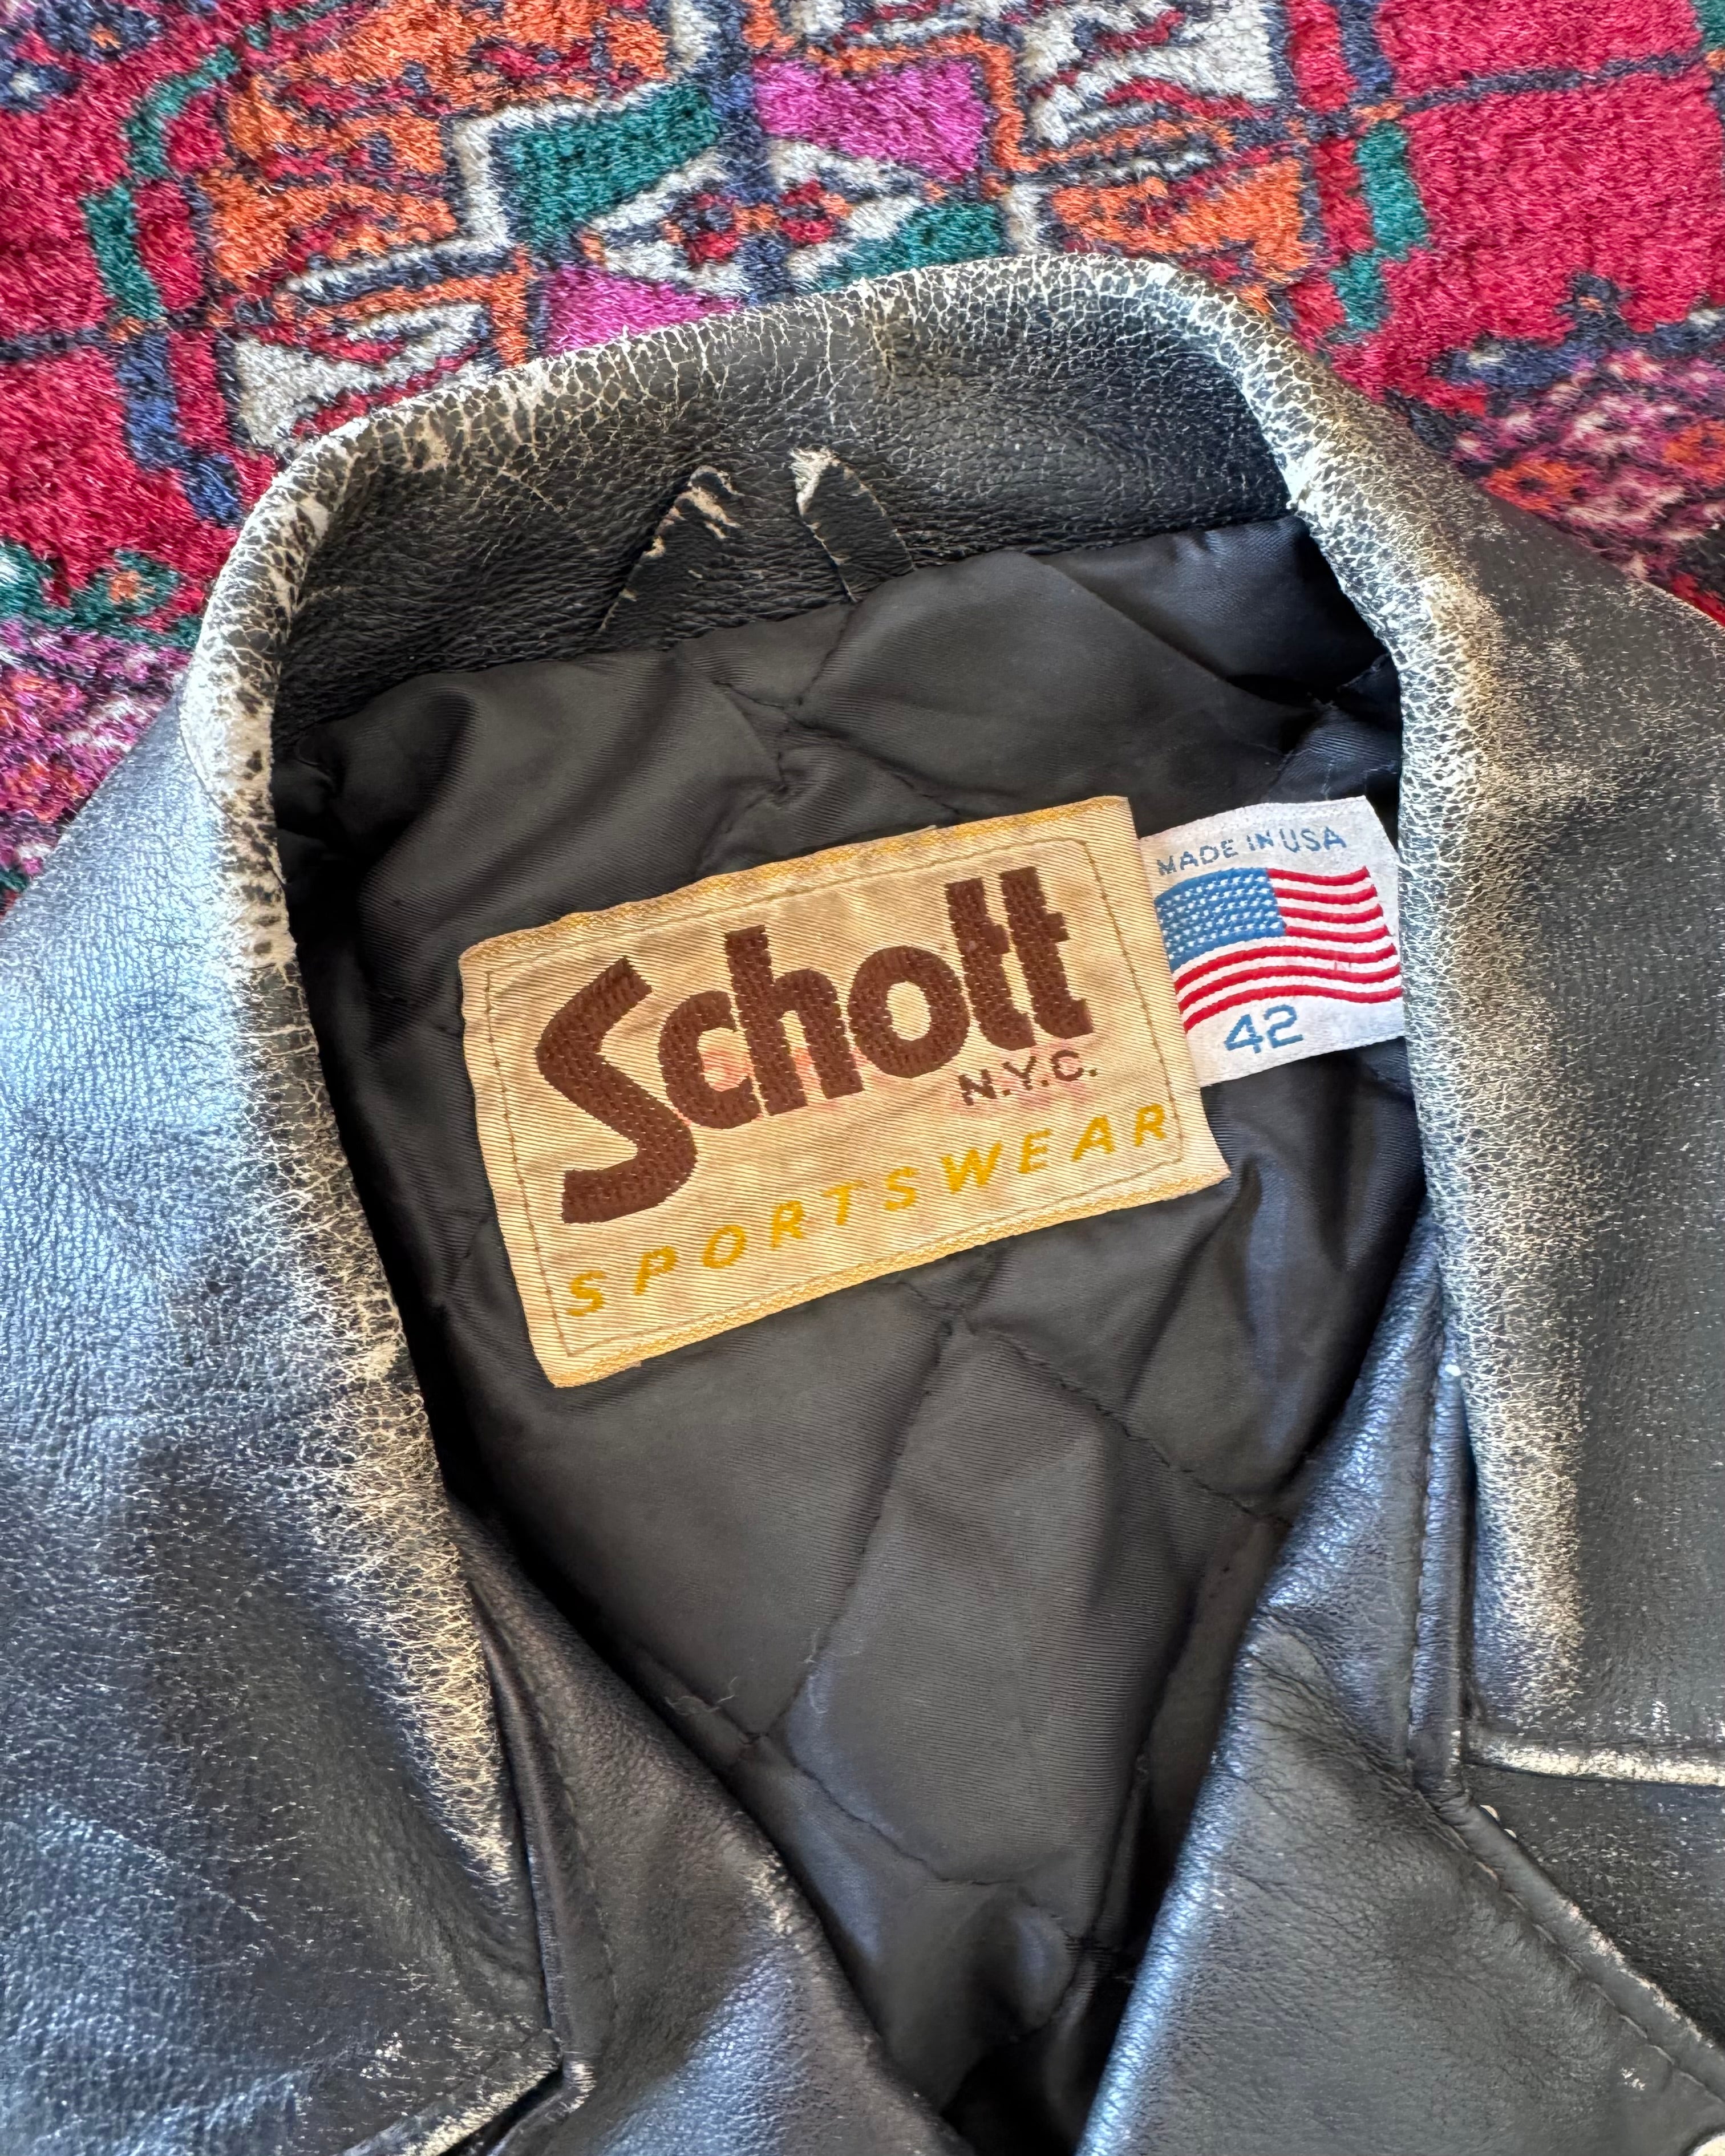 Schott
N.Y.C.
SPORTSWEAR
MADE IN USA
42